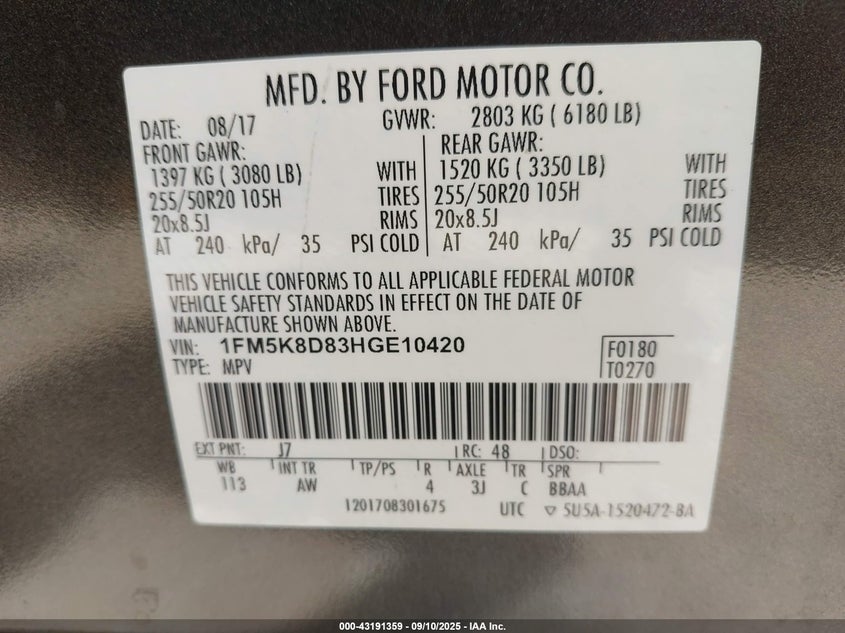 MFD. BY FORD MOTOR CO.
DATE: 08/17 GVWR: 2803 KG ( 6180 LB)
FRONT GAWR: REAR GAWR:
1397 KG ( 3080 LB) WITH 1520 KG ( 3350 LB) WITH
255/50R20 105H TIRES 255/50R20 105H TIRES
20x8.5J RIMS 20x8.5J RIMS
AT 240 kPa/ 35 PSI COLD AT 240 kPa/ 35 PSI COLD
THIS VEHICLE CONFORMS TO ALL APPLICABLE FEDERAL MOTOR
VEHICLE SAFETY STANDARDS IN EFFECT ON THE DATE OF
MANUFACTURE SHOWN ABOVE.
VIN: 1FM5K8D83HGE10420 F0180
TYPE: MPV T0270
EXT PNT: J7 RC: 48 DSO:
WB INT TR TP/PS R AXLE TR SPR
113 AW 4 3J C BBAA
1201708301675 UTC ▽ 5U5A-1520472-BA
000-43191359 - 09/10/2025 - IAA Inc.